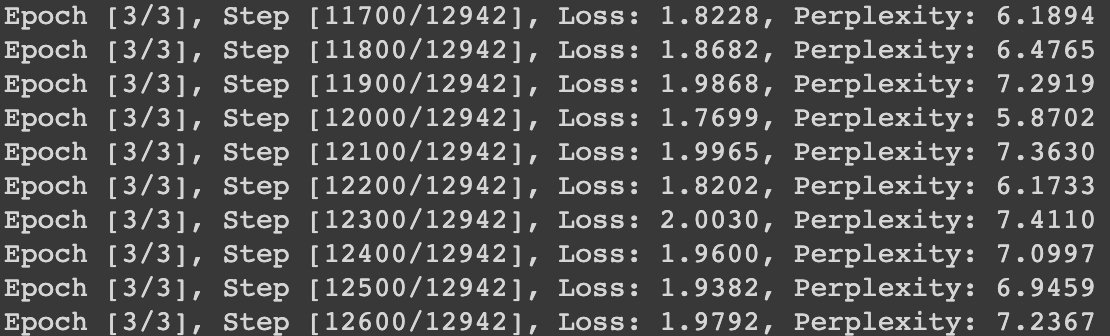 Epoch [3/3], Step [11700/12942], Loss: 1.8228, Perplexity: 6.1894
Epoch [3/3], Step [11800/12942], Loss: 1.8682, Perplexity: 6.4765
Epoch [3/3], Step [11900/12942], Loss: 1.9868, Perplexity: 7.2919
Epoch [3/3], Step [12000/12942], Loss: 1.7699, Perplexity: 5.8702
Epoch [3/3], Step [12100/12942], Loss: 1.9965, Perplexity: 7.3630
Epoch [3/3], Step [12200/12942], Loss: 1.8202, Perplexity: 6.1733
Epoch [3/3], Step [12300/12942], Loss: 2.0030, Perplexity: 7.4110
Epoch [3/3], Step [12400/12942], Loss: 1.9600, Perplexity: 7.0997
Epoch [3/3], Step [12500/12942], Loss: 1.9382, Perplexity: 6.9459
Epoch [3/3], Step [12600/12942], Loss: 1.9792, Perplexity: 7.2367